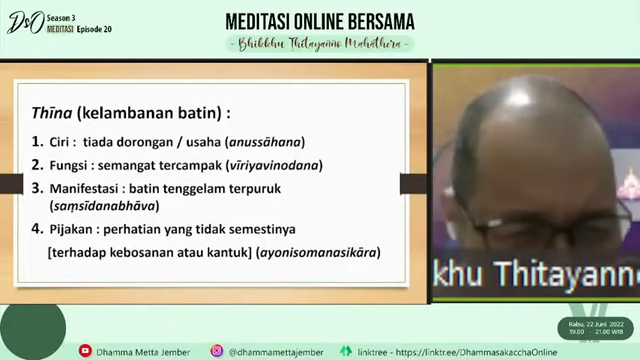 DsO Season 3
MEDITASI Episode 20
MEDITASI ONLINE BERSAMA
- Bhikkhu Thitayanno Mahathera -
Thīna (kelambanan batin) :
1. Ciri : tiada dorongan / usaha (anussāhana)
2. Fungsi : semangat tercampak (vīriyavinodana)
3. Manifestasi : batin tenggelam terpuruk
(saṃsīdanabhāva)
4. Pijakan : perhatian yang tidak semestinya
[terhadap kebosanan atau kantuk] (ayonisomanasikāra)
khu Thitayanno
Rabu, 22 Juni 2022
19.00 - 21.00 WIB
Dhamma Metta Jember
@dhammamettajember
linktree - https://linktr.ee/DhammasakacchaOnline